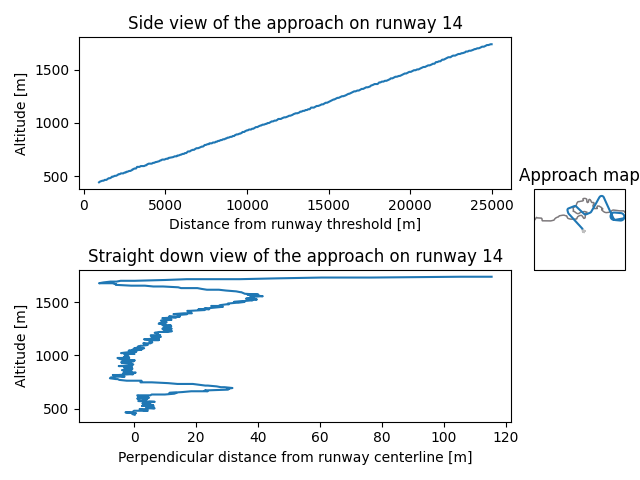 Side view of the approach on runway 14
Altitude [m]
1500
1000
500
0 5000 10000 15000 20000 25000
Distance from runway threshold [m]
Approach map
Straight down view of the approach on runway 14
Altitude [m]
1500
1000
500
0 20 40 60 80 100 120
Perpendicular distance from runway centerline [m]